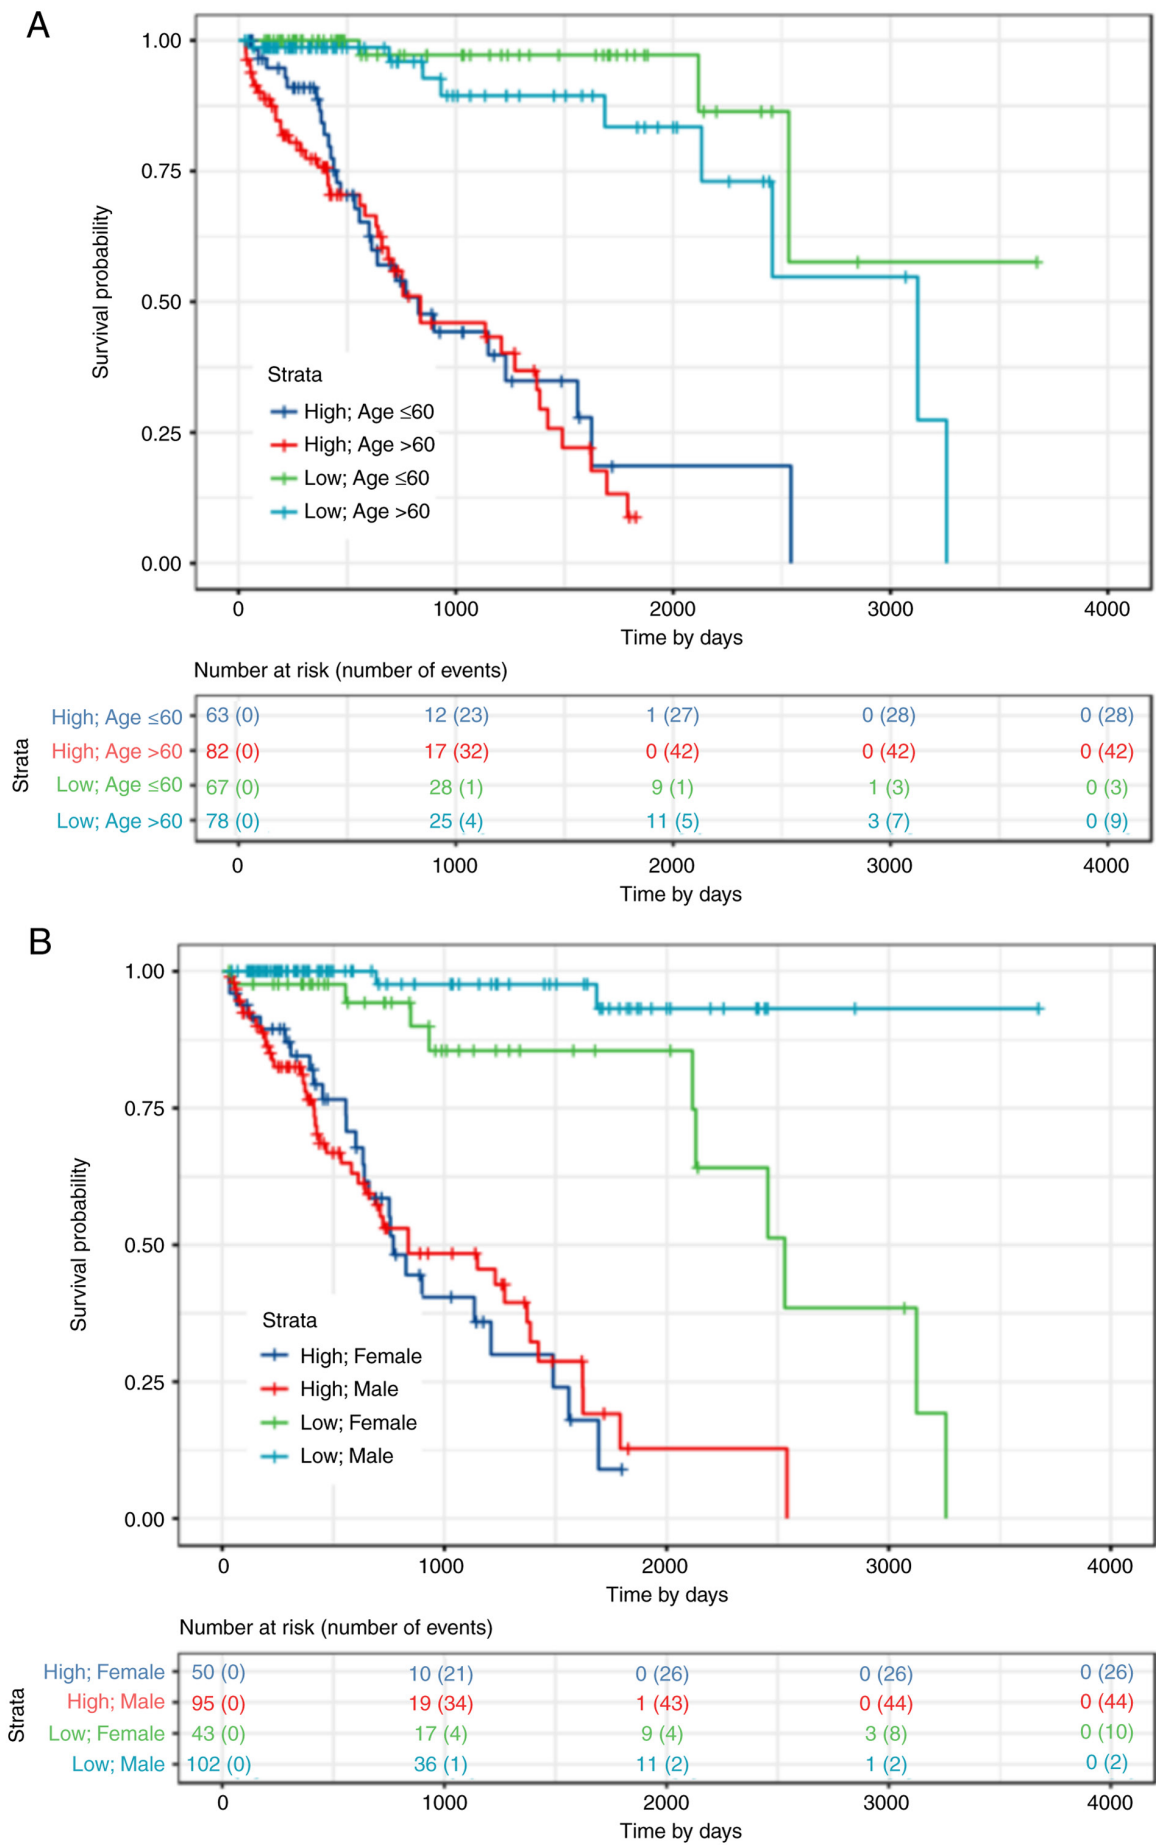 A
1.00
0.75
0.50
0.25
0.00
Survival probability
Strata
High; Age ≤60
High; Age >60
Low; Age ≤60
Low; Age >60
0 1000 2000 3000 4000
Time by days
Number at risk (number of events)
Strata
High; Age ≤60 63 (0) 12 (23) 1 (27) 0 (28) 0 (28)
High; Age >60 82 (0) 17 (32) 0 (42) 0 (42) 0 (42)
Low; Age ≤60 67 (0) 28 (1) 9 (1) 1 (3) 0 (3)
Low; Age >60 78 (0) 25 (4) 11 (5) 3 (7) 0 (9)
0 1000 2000 3000 4000
Time by days
B
1.00
0.75
0.50
0.25
0.00
Survival probability
Strata
High; Female
High; Male
Low; Female
Low; Male
0 1000 2000 3000 4000
Time by days
Number at risk (number of events)
Strata
High; Female 50 (0) 10 (21) 0 (26) 0 (26) 0 (26)
High; Male 95 (0) 19 (34) 1 (43) 0 (44) 0 (44)
Low; Female 43 (0) 17 (4) 9 (4) 3 (8) 0 (10)
Low; Male 102 (0) 36 (1) 11 (2) 1 (2) 0 (2)
0 1000 2000 3000 4000
Time by days